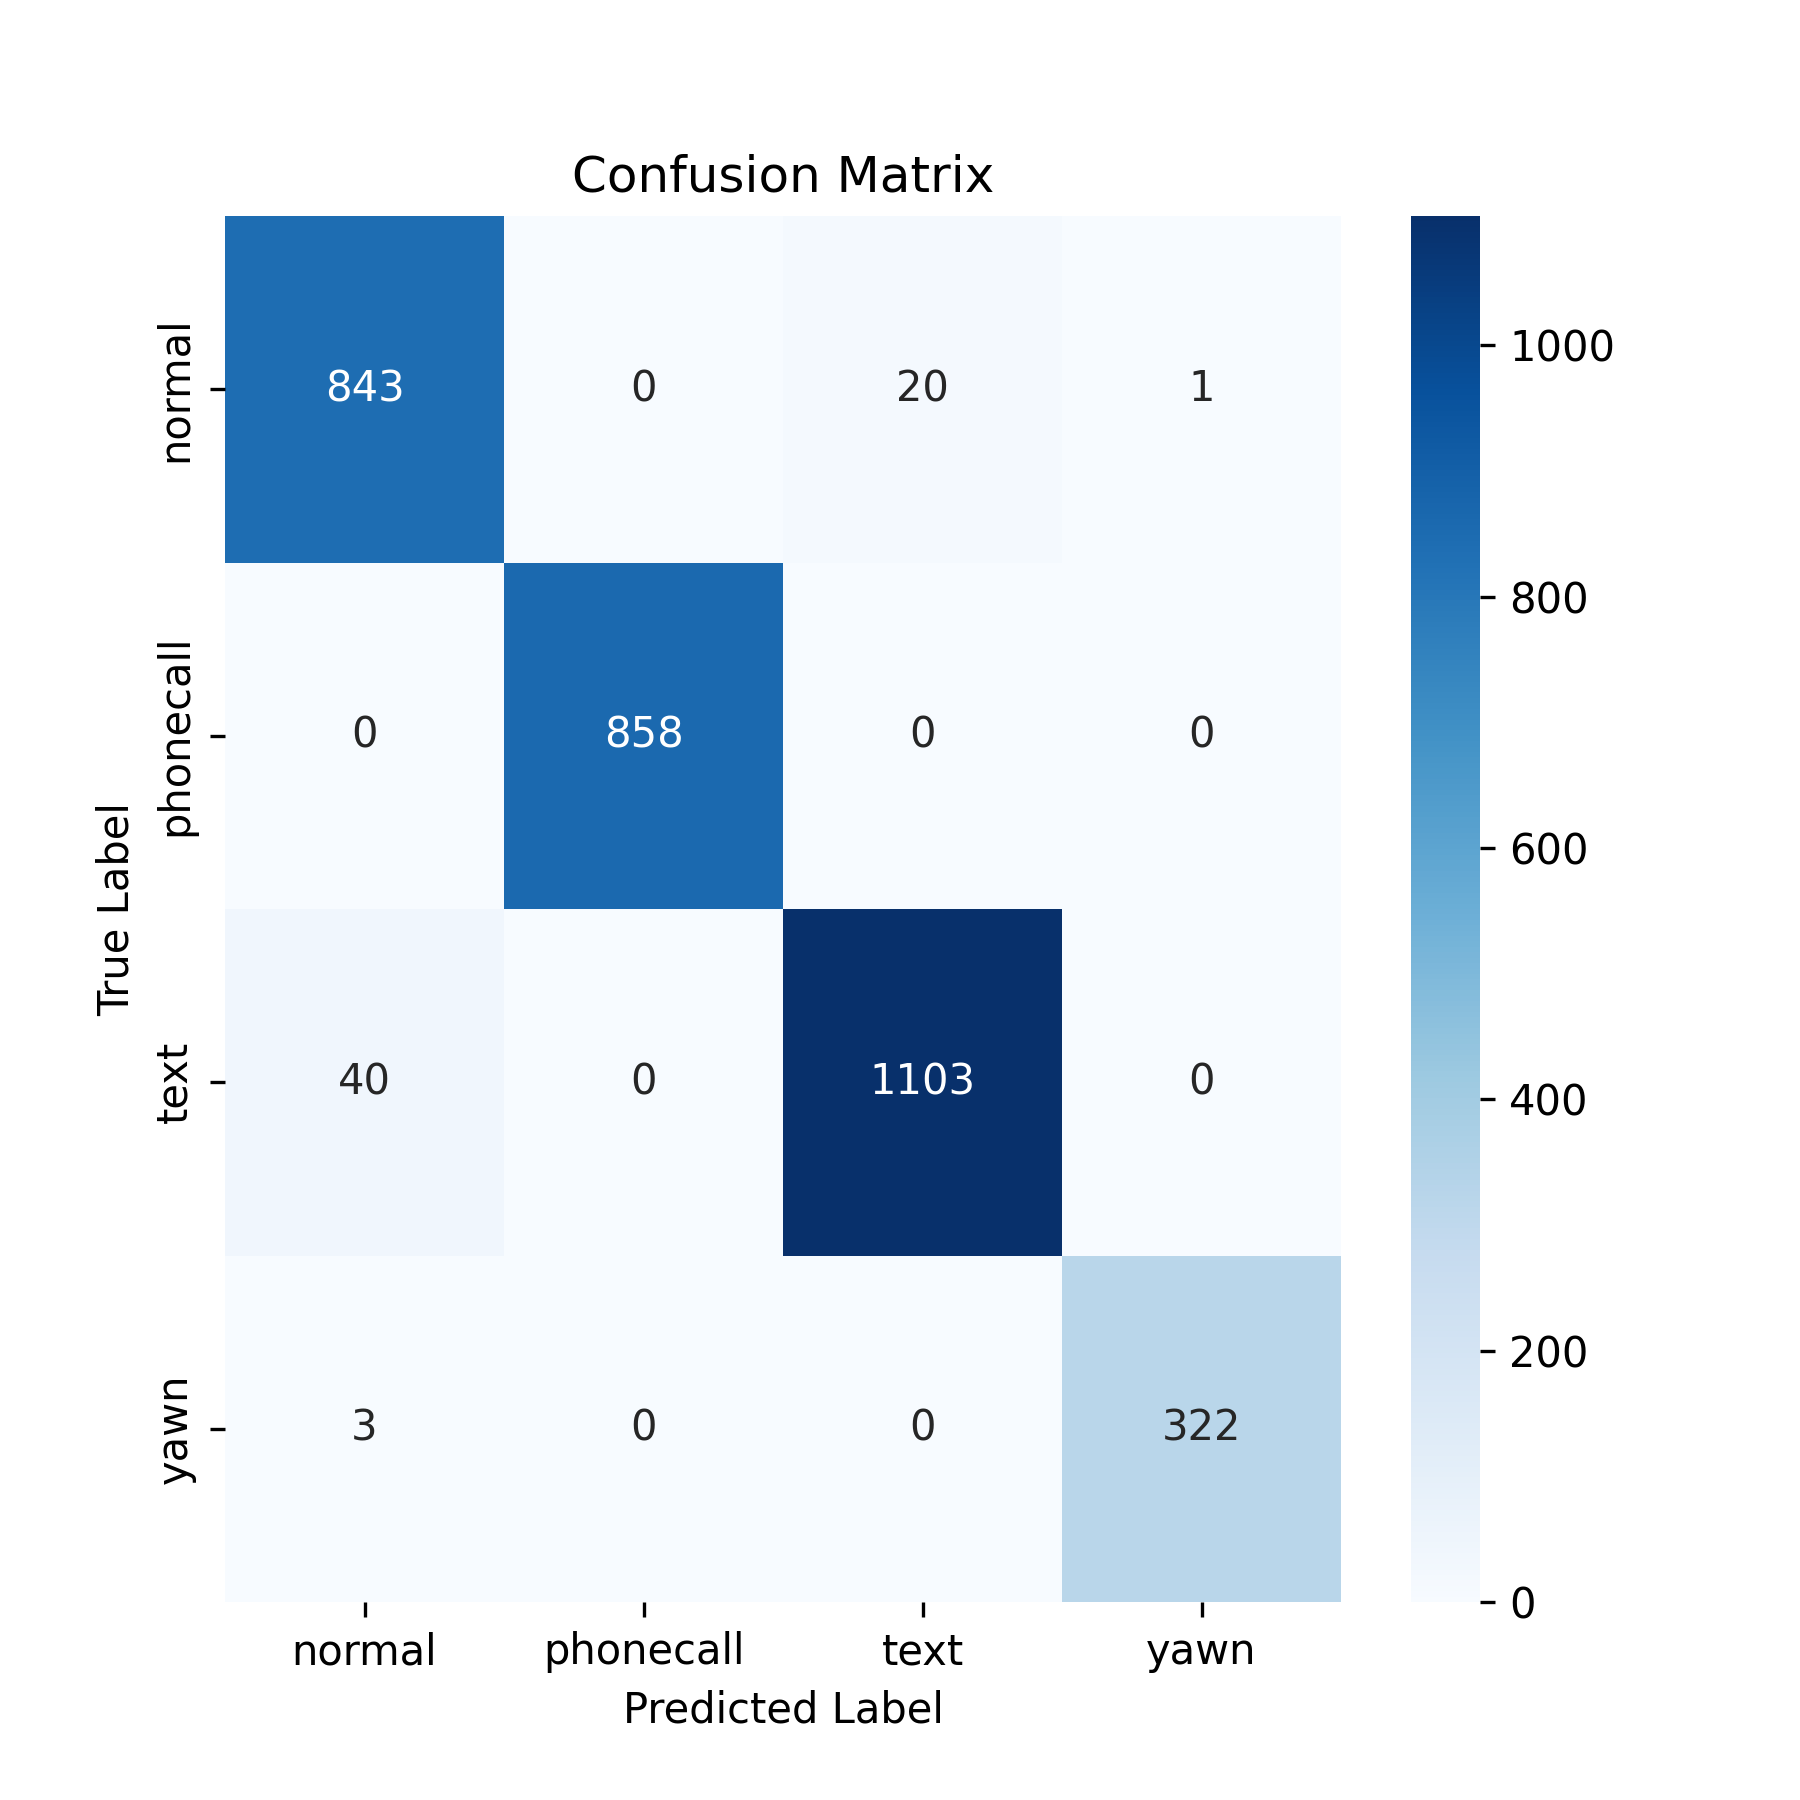 Confusion Matrix
normal
843 0 20 1
phonecall
0 858 0 0
text
40 0 1103 0
yawn
3 0 0 322
True Label
normal phonecall text yawn
Predicted Label
1000
800
600
400
200
0